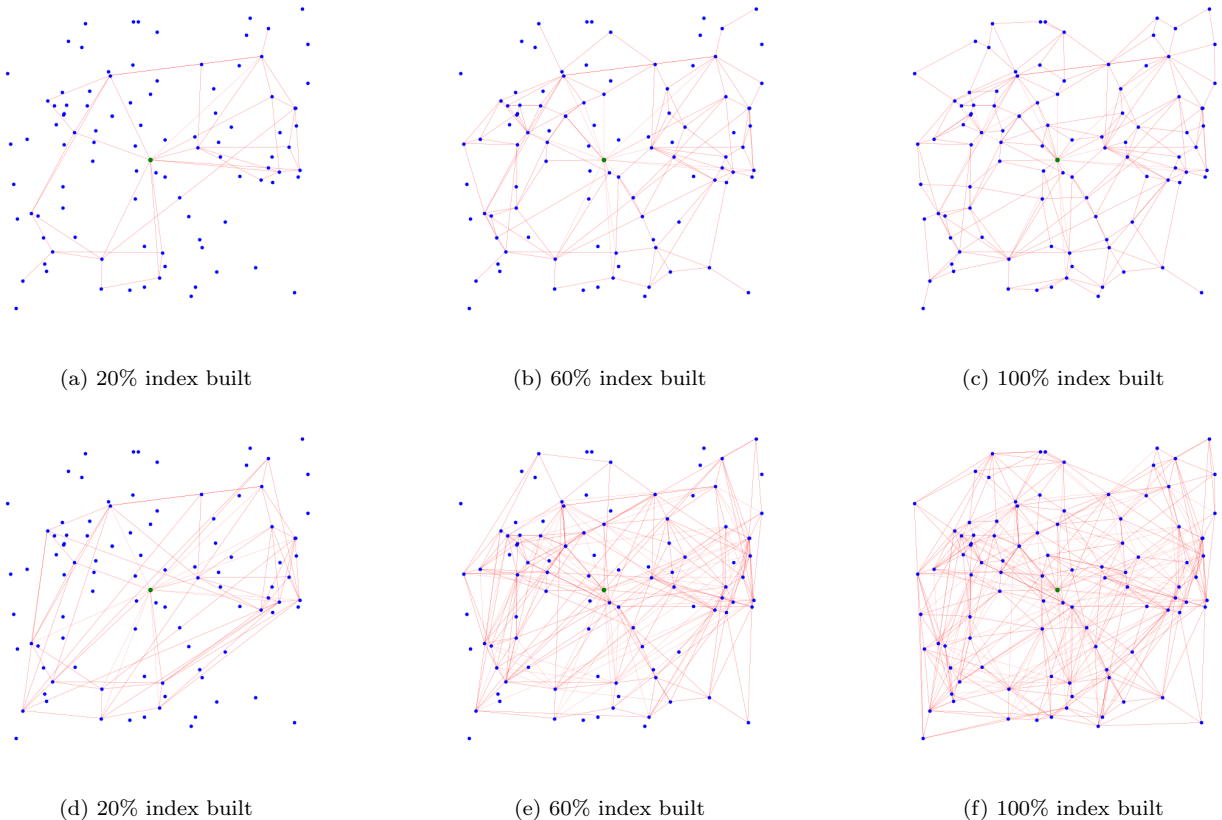 (a) 20% index built
(b) 60% index built
(c) 100% index built
(d) 20% index built
(e) 60% index built
(f) 100% index built